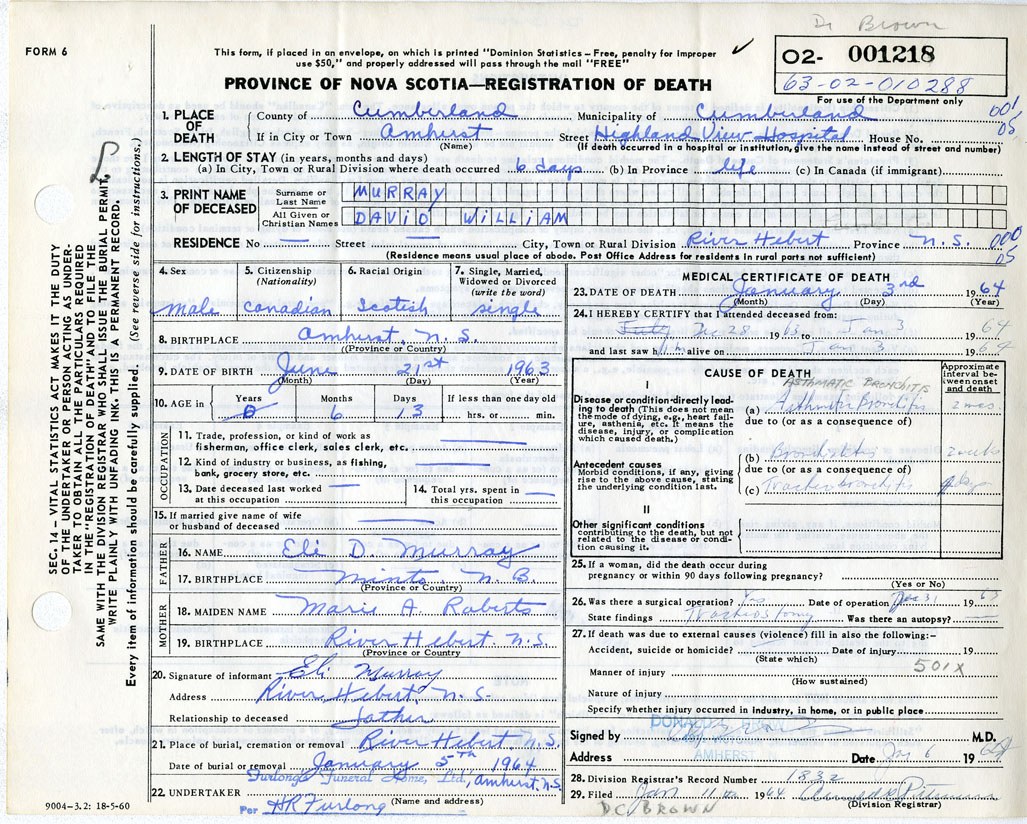 Dr Brown
FORM 6
This form, if placed in an envelope, on which is printed "Dominion Statistics – Free, penalty for improper
use $50," and properly addressed will pass through the mail "FREE"
O2- 001218
63-02-010288
For use of the Department only
PROVINCE OF NOVA SCOTIA—REGISTRATION OF DEATH
1. PLACE OF DEATH
County of Cumberland Municipality of Cumberland
If in City or Town Amherst Street Highland View Hospital House No.
(Name) (If death occurred in a hospital or institution, give the name instead of street and number)
2. LENGTH OF STAY (in years, months and days)
(a) In City, Town or Rural Division where death occurred 6 days (b) In Province life (c) In Canada (if immigrant)
3. PRINT NAME OF DECEASED
Surname or Last Name MURRAY
All Given or Christian Names DAVID WILLIAM
RESIDENCE No — Street — City, Town or Rural Division River Hebert Province N.S.
(Residence means usual place of abode. Post Office Address for residents in rural parts not sufficient)
4. Sex male
5. Citizenship (Nationality) Canadian
6. Racial Origin Scotish
7. Single, Married, Widowed or Divorced (write the word) single
8. BIRTHPLACE Amherst, N.S.
(Province or Country)
9. DATE OF BIRTH June 21st 1963
(Month) (Day) (Year)
10. AGE in Years 0 Months 6 Days 13 If less than one day old hrs. or min.
OCCUPATION
11. Trade, profession, or kind of work as fisherman, office clerk, sales clerk, etc. —
12. Kind of industry or business, as fishing, bank, grocery store, etc. —
13. Date deceased last worked at this occupation —
14. Total yrs. spent in this occupation —
15. If married give name of wife or husband of deceased —
FATHER
16. NAME Eli D. Murray
17. BIRTHPLACE Minto, N.B.
(Province or Country)
MOTHER
18. MAIDEN NAME Marie A. Roberts
19. BIRTHPLACE River Hebert N.S.
(Province or Country)
20. Signature of informant Eli Murray
Address River Hebert, N.S.
Relationship to deceased father
21. Place of burial, cremation or removal River Hebert N.S.
Date of burial or removal January 5th 1964
22. UNDERTAKER Furlong's Funeral Home, Ltd., Amherst, N.S.
(Name and address)
Per HR Furlong
9004–3.2: 18-5-60
SEC. 14 – VITAL STATISTICS ACT MAKES IT THE DUTY
OF THE UNDERTAKER OR PERSON ACTING AS UNDER-
TAKER TO OBTAIN ALL THE PARTICULARS REQUIRED
IN THE "REGISTRATION OF DEATH" AND TO FILE THE
SAME WITH THE DIVISION REGISTRAR WHO SHALL ISSUE THE BURIAL PERMIT.
WRITE PLAINLY WITH UNFADING INK. THIS IS A PERMANENT RECORD.
Every item of information should be carefully supplied. (See reverse side for instructions.)
MEDICAL CERTIFICATE OF DEATH
23. DATE OF DEATH January 3rd 1964
(Month) (Day) (Year)
24. I HEREBY CERTIFY that I attended deceased from:
Dec 28 1963 to Jan 3 1964
and last saw him alive on Jan 3 1964
CAUSE OF DEATH
Approximate interval between onset and death
ASTHMATIC BRONCHITIS
I
Disease or condition directly lead-
ing to death (This does not mean
the mode of dying, e.g., heart fail-
ure, asthenia, etc. It means the
disease, injury, or complication
which caused death.)
(a) Asthmatic Bronchitis
due to (or as a consequence of)
Antecedent causes
Morbid conditions, if any, giving
rise to the above cause, stating
the underlying condition last.
(b) Bronchiolitis 2 weeks
due to (or as a consequence of)
(c) Tracheobronchitis days
II
Other significant conditions
contributing to the death, but not
related to the disease or condi-
tion causing it.
25. If a woman, did the death occur during
pregnancy or within 90 days following pregnancy?
(Yes or No)
26. Was there a surgical operation? Yes Date of operation Dec 31 1963
State findings Tracheostomy Was there an autopsy? —
27. If death was due to external causes (violence) fill in also the following:–
Accident, suicide or homicide? Date of injury 19
(State which)
501X
Manner of injury
(How sustained)
Nature of injury
Specify whether injury occurred in industry, in home, or in public place
Signed by M.D.
AMHERST
Address Date Jan 6 1964
28. Division Registrar's Record Number 1832
29. Filed Jan 11th 1964
(Division Registrar)
D.C. BROWN